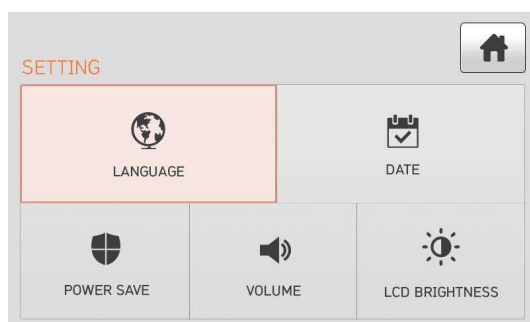 SETTING
LANGUAGE
DATE
POWER SAVE
VOLUME
LCD BRIGHTNESS